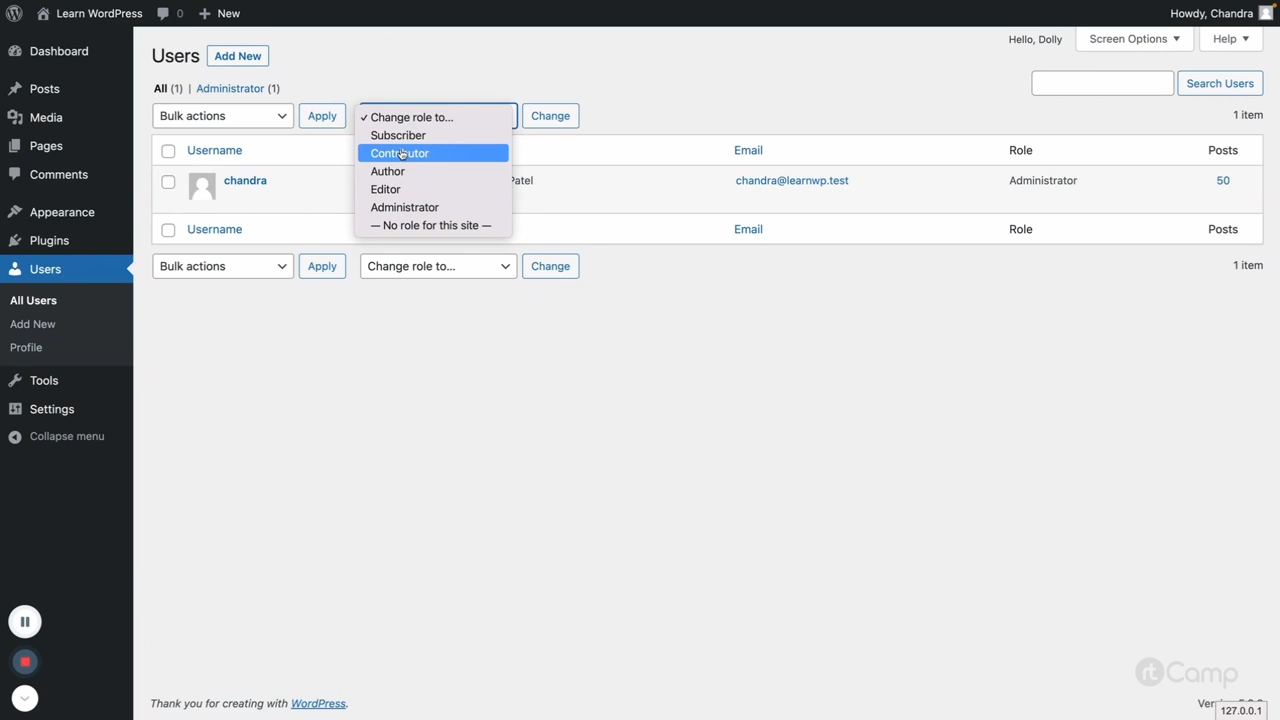 Learn WordPress 0 New Howdy, Chandra
Dashboard
Posts
Media
Pages
Comments
Appearance
Plugins
Users
All Users
Add New
Profile
Tools
Settings
Collapse menu
Hello, Dolly Screen Options Help
Users Add New
All (1) | Administrator (1)
Search Users
Bulk actions Apply Change 1 item
✓ Change role to...
Subscriber
Contributor
Author
Editor
Administrator
— No role for this site —
Username Email Role Posts
chandra Patel chandra@learnwp.test Administrator 50
Username Email Role Posts
Bulk actions Apply Change role to... Change 1 item
rtCamp
Thank you for creating with WordPress.
127.0.0.1